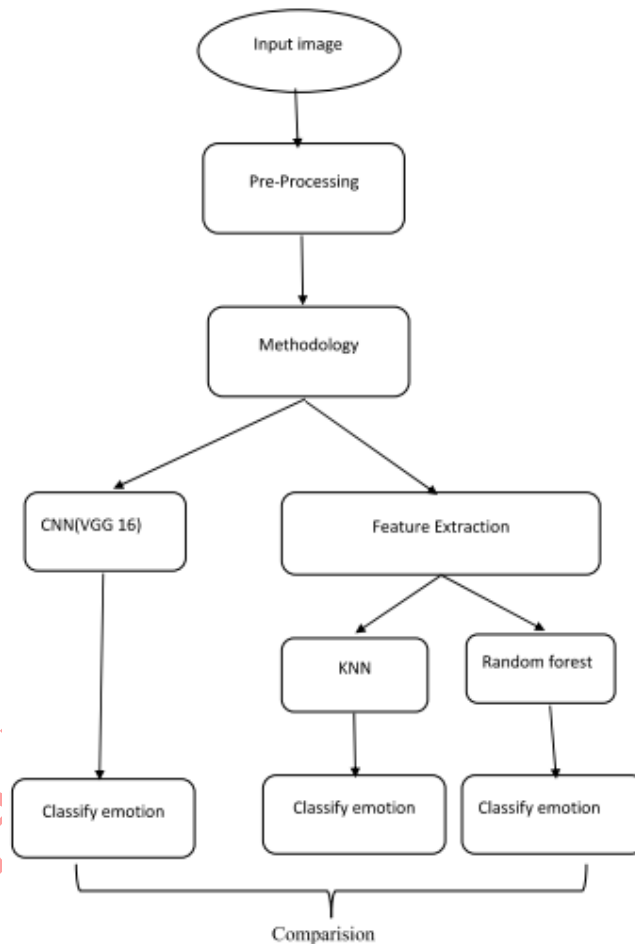 Input image
Pre-Processing
Methodology
CNN(VGG 16)
Feature Extraction
KNN
Random forest
Classify emotion
Classify emotion
Classify emotion
Comparision